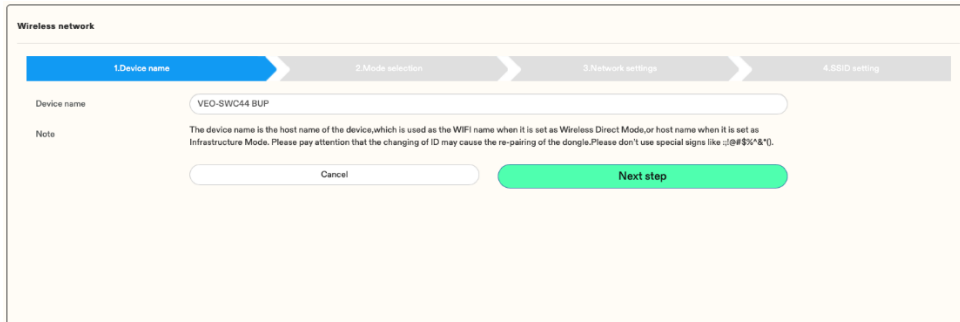 Wireless network
1.Device name
2.Mode selection
3.Network settings
4.SSID setting
Device name
VEO-SWC44 BUP
Note
The device name is the host name of the device,which is used as the WIFI name when it is set as Wireless Direct Mode,or host name when it is set as
Infrastructure Mode. Please pay attention that the changing of ID may cause the re-pairing of the dongle.Please don't use special signs like :;!@#$%^&*().
Cancel
Next step